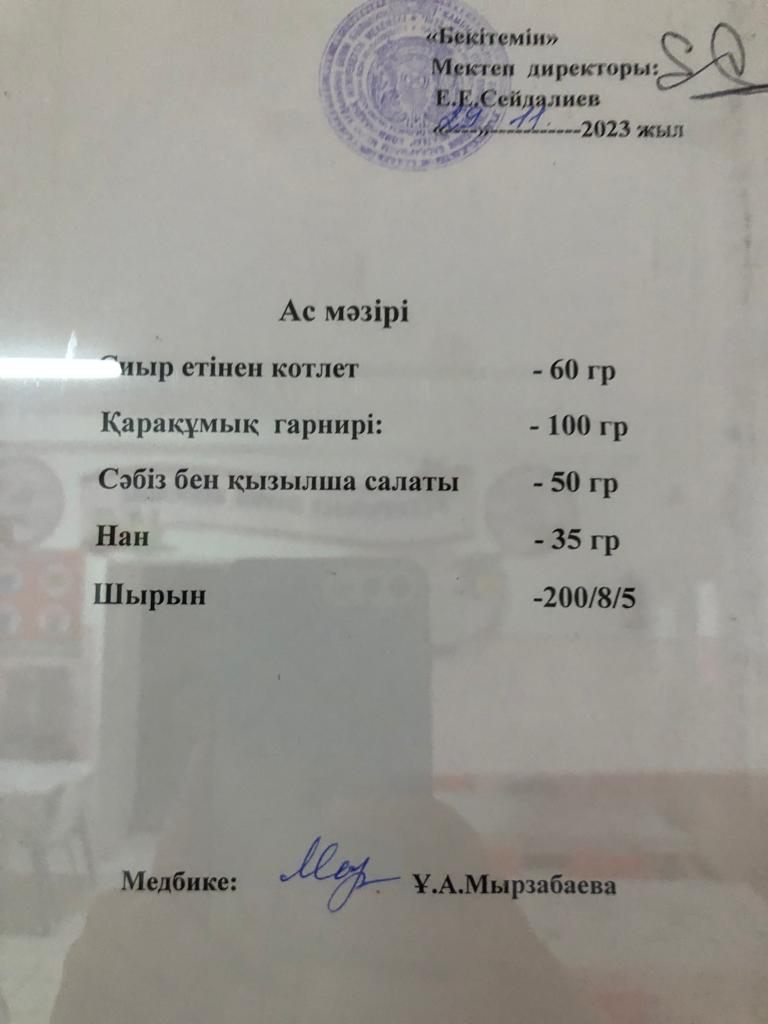 «Бекітемін»
Мектеп директоры:
Е.Е.Сейдалиев
«29» 11 2023 жыл
Ас мәзірі
Сиыр етінен котлет - 60 гр
Қарақұмық гарнирі: - 100 гр
Сәбіз бен қызылша салаты - 50 гр
Нан - 35 гр
Шырын -200/8/5
Медбике: Ұ.А.Мырзабаева